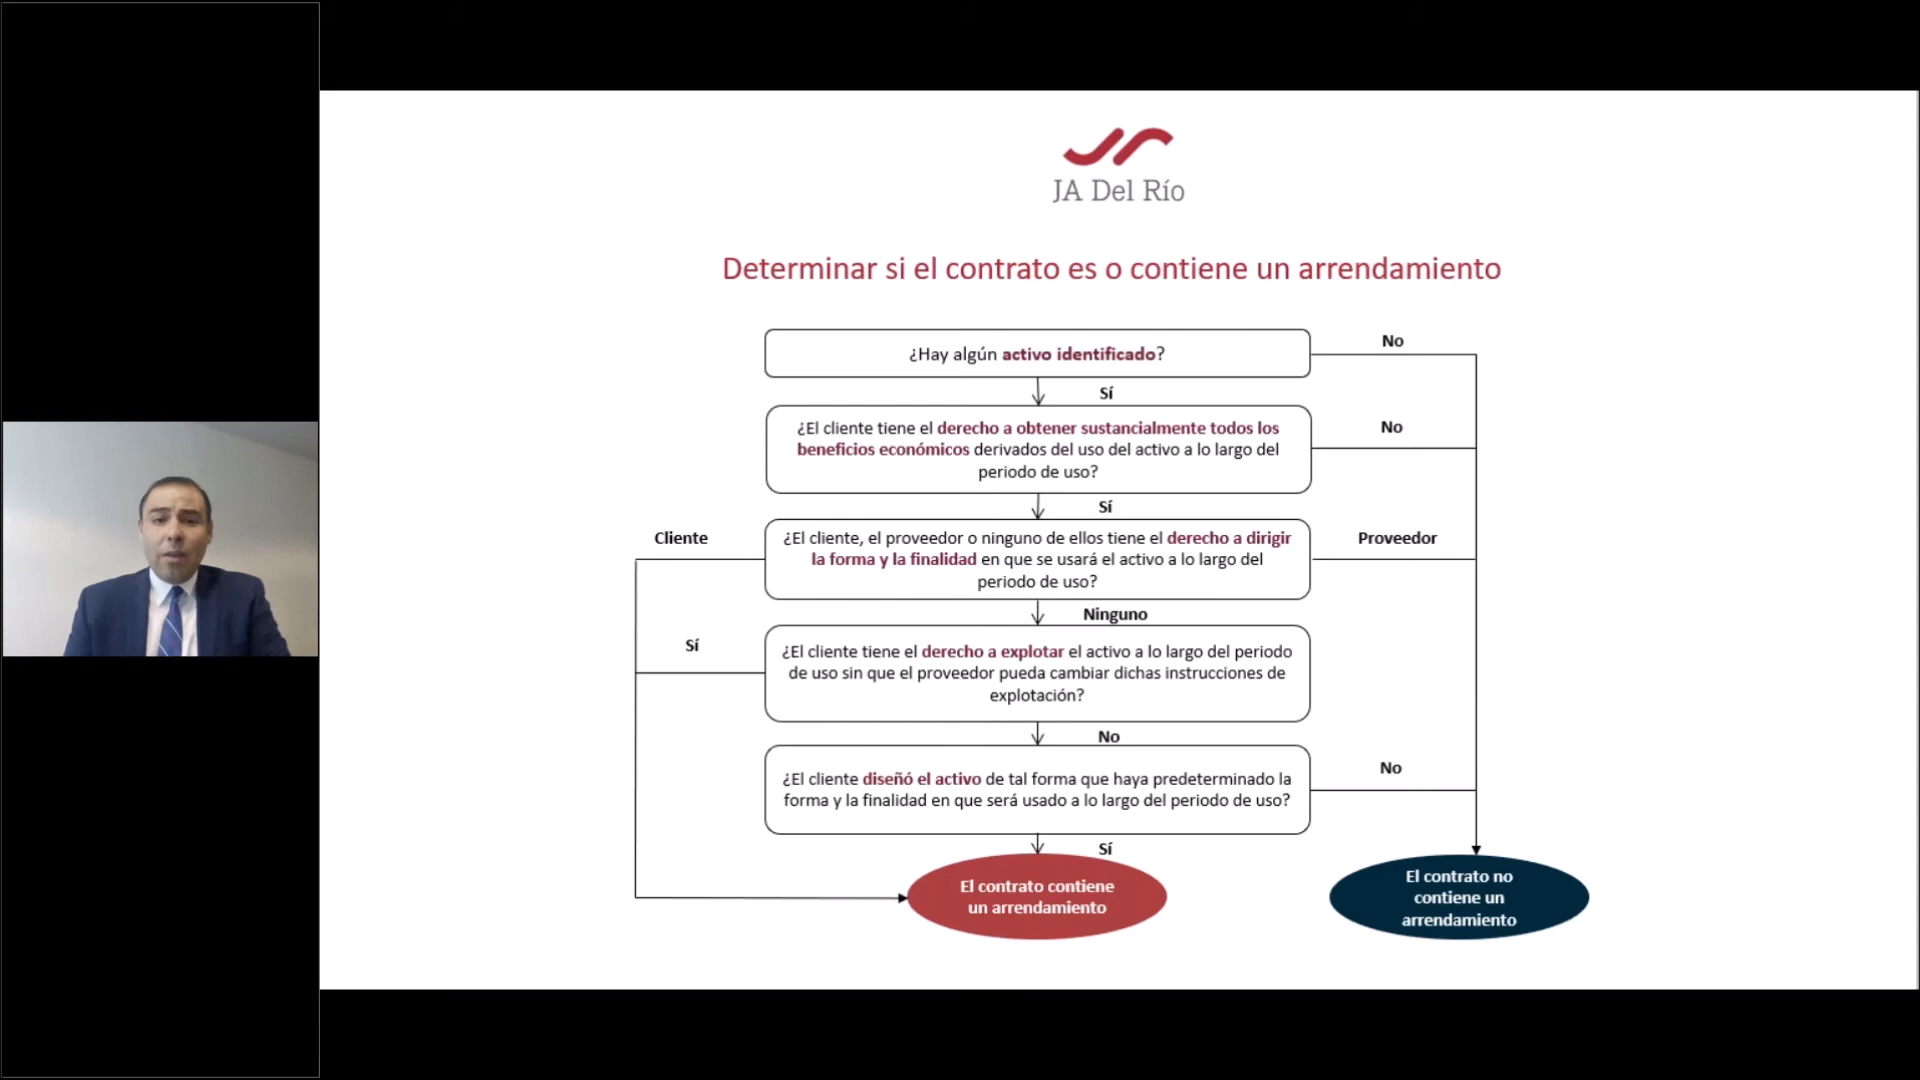 JA Del Río
Determinar si el contrato es o contiene un arrendamiento
¿Hay algún activo identificado?
No
Sí
¿El cliente tiene el derecho a obtener sustancialmente todos los
beneficios económicos derivados del uso del activo a lo largo del
periodo de uso?
No
Sí
Cliente
¿El cliente, el proveedor o ninguno de ellos tiene el derecho a dirigir
la forma y la finalidad en que se usará el activo a lo largo del
periodo de uso?
Proveedor
Ninguno
Sí
¿El cliente tiene el derecho a explotar el activo a lo largo del periodo
de uso sin que el proveedor pueda cambiar dichas instrucciones de
explotación?
No
¿El cliente diseñó el activo de tal forma que haya predeterminado la
forma y la finalidad en que será usado a lo largo del periodo de uso?
No
Sí
El contrato contiene
un arrendamiento
El contrato no
contiene un
arrendamiento